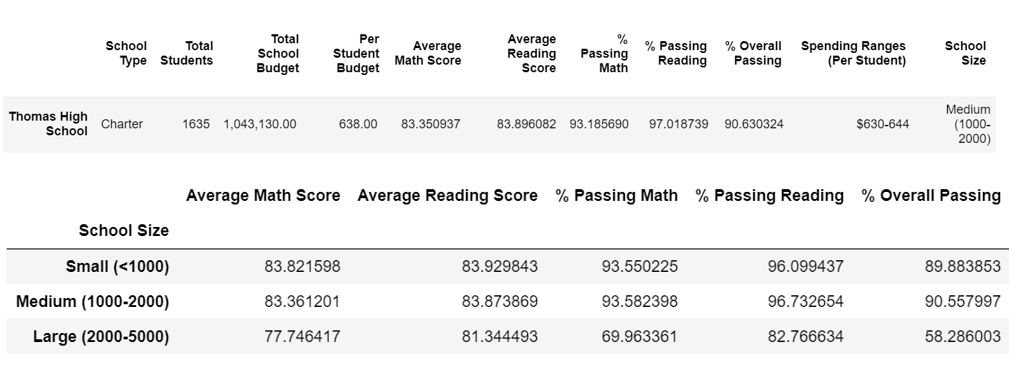 School Type Total Students Total School Budget Per Student Budget Average Math Score Average Reading Score % Passing Math % Passing Reading % Overall Passing Spending Ranges (Per Student) School Size
Thomas High School Charter 1635 1,043,130.00 638.00 83.350937 83.896082 93.185690 97.018739 90.630324 $630-644 Medium (1000-2000)
Average Math Score Average Reading Score % Passing Math % Passing Reading % Overall Passing
School Size
Small (<1000) 83.821598 83.929843 93.550225 96.099437 89.883853
Medium (1000-2000) 83.361201 83.873869 93.582398 96.732654 90.557997
Large (2000-5000) 77.746417 81.344493 69.963361 82.766634 58.286003